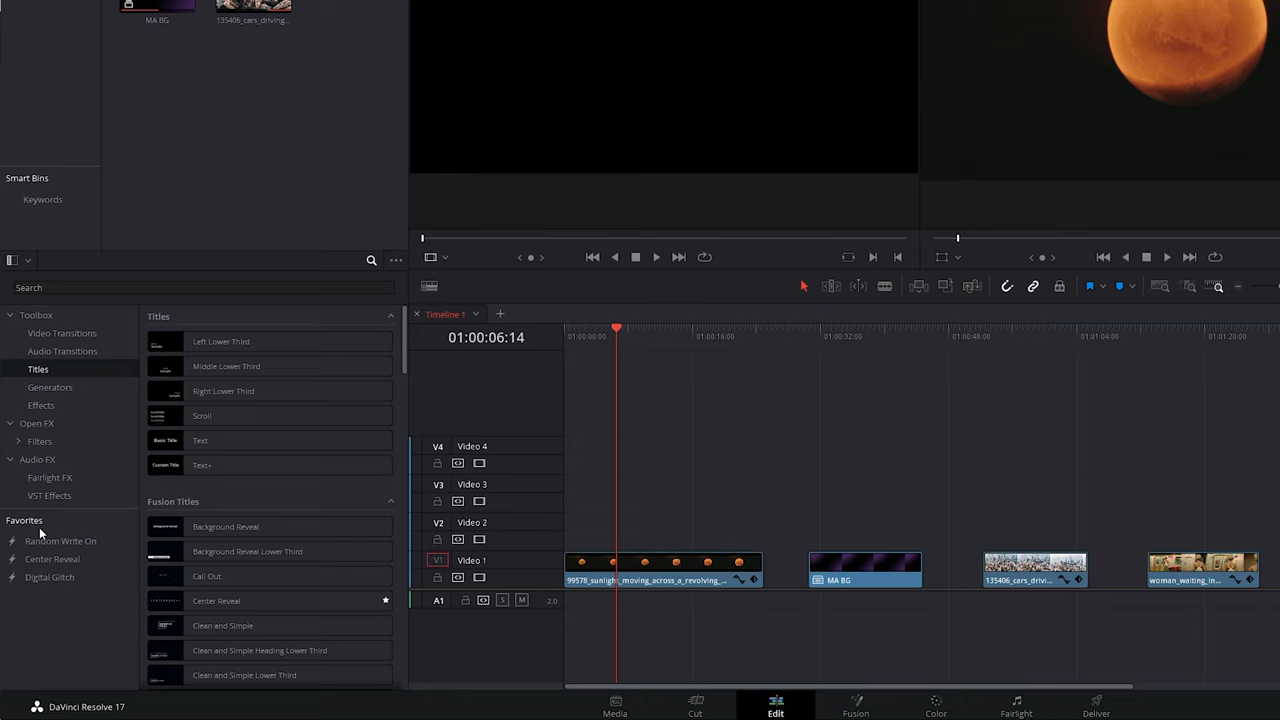 MA BG
135406_cars_driving...
Smart Bins
Keywords
Search
Toolbox
Video Transitions
Audio Transitions
Titles
Generators
Effects
Open FX
Filters
Audio FX
Fairlight FX
VST Effects
Favorites
Random Write On
Center Reveal
Digital Glitch
Titles
Left Lower Third
Middle Lower Third
Right Lower Third
Scroll
Basic Title
Text
Custom Title
Text+
Fusion Titles
Background Reveal
Background Reveal Lower Third
Call Out
Center Reveal
Clean and Simple
Clean and Simple Heading Lower Third
Clean and Simple Lower Third
Timeline 1
01:00:06:14
01:00:00:00
01:00:16:00
01:00:32:00
01:00:48:00
01:01:04:00
01:01:20:00
V4 Video 4
V3 Video 3
V2 Video 2
V1 Video 1
99578_sunlight_moving_across_a_revolving_...
MA BG
135406_cars_drivi...
woman_waiting_in...
A1 S M 2.0
DaVinci Resolve 17
Media
Cut
Edit
Fusion
Color
Fairlight
Deliver